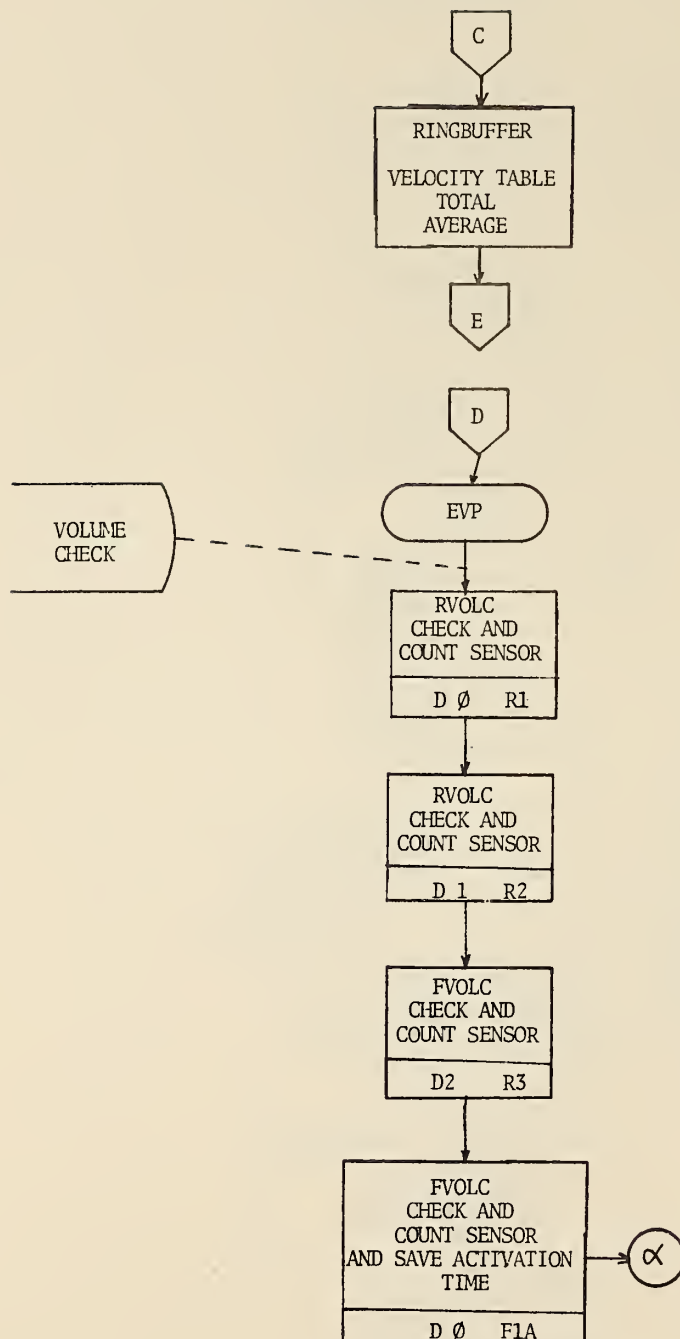 C
RINGBUFFER
VELOCITY TABLE
TOTAL
AVERAGE
E
D
EVP
VOLUME
CHECK
RVOLC
CHECK AND
COUNT SENSOR
D Ø R1
RVOLC
CHECK AND
COUNT SENSOR
D 1 R2
FVOLC
CHECK AND
COUNT SENSOR
D2 R3
FVOLC
CHECK AND
COUNT SENSOR
AND SAVE ACTIVATION
TIME
α
D Ø F1A